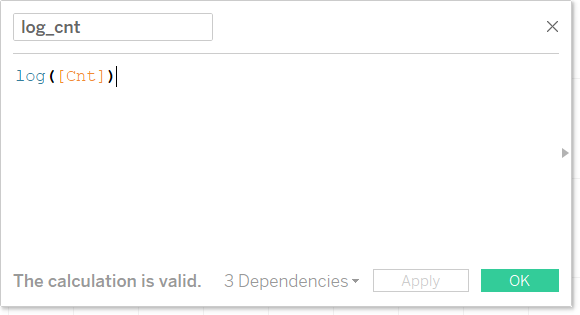 log_cnt
log([Cnt])
The calculation is valid. 3 Dependencies Apply OK